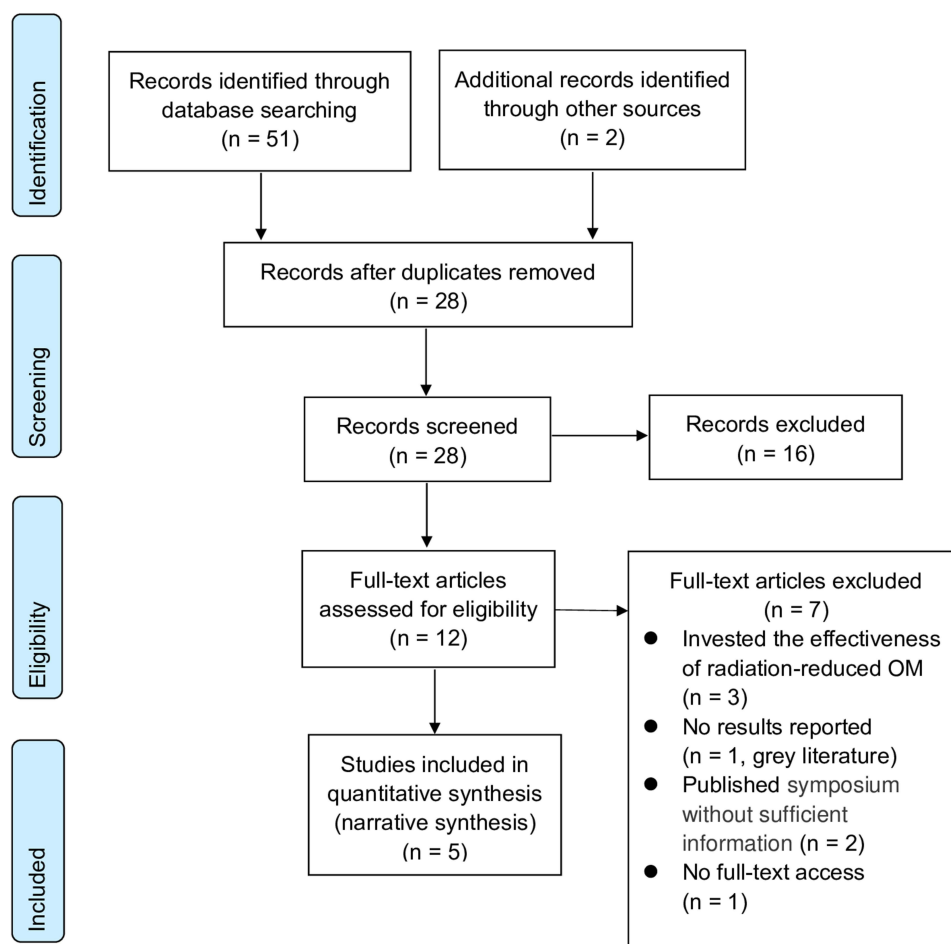 Identification
Records identified through
database searching
(n = 51)
Additional records identified
through other sources
(n = 2)
Screening
Records after duplicates removed
(n = 28)
Records screened
(n = 28)
Records excluded
(n = 16)
Eligibility
Full-text articles
assessed for eligibility
(n = 12)
Full-text articles excluded
(n = 7)
● Invested the effectiveness
of radiation-reduced OM
(n = 3)
● No results reported
(n = 1, grey literature)
● Published symposium
without sufficient
information (n = 2)
● No full-text access
(n = 1)
Included
Studies included in
quantitative synthesis
(narrative synthesis)
(n = 5)